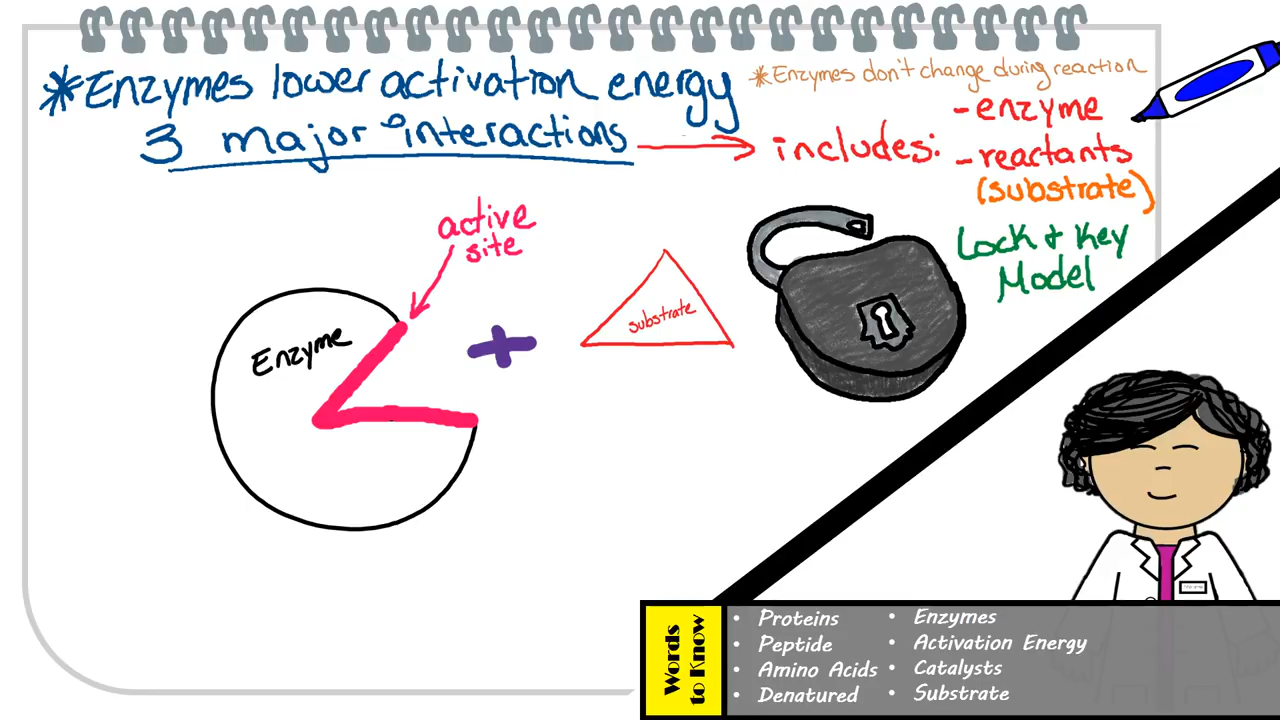 *Enzymes lower activation energy
*Enzymes don't change during reaction
3 major interactions
includes:
-enzyme
-reactants
(substrate)
Lock & Key
Model
active
site
Enzyme
+
substrate
Words
to Know
• Proteins
• Peptide
• Amino Acids
• Denatured
• Enzymes
• Activation Energy
• Catalysts
• Substrate